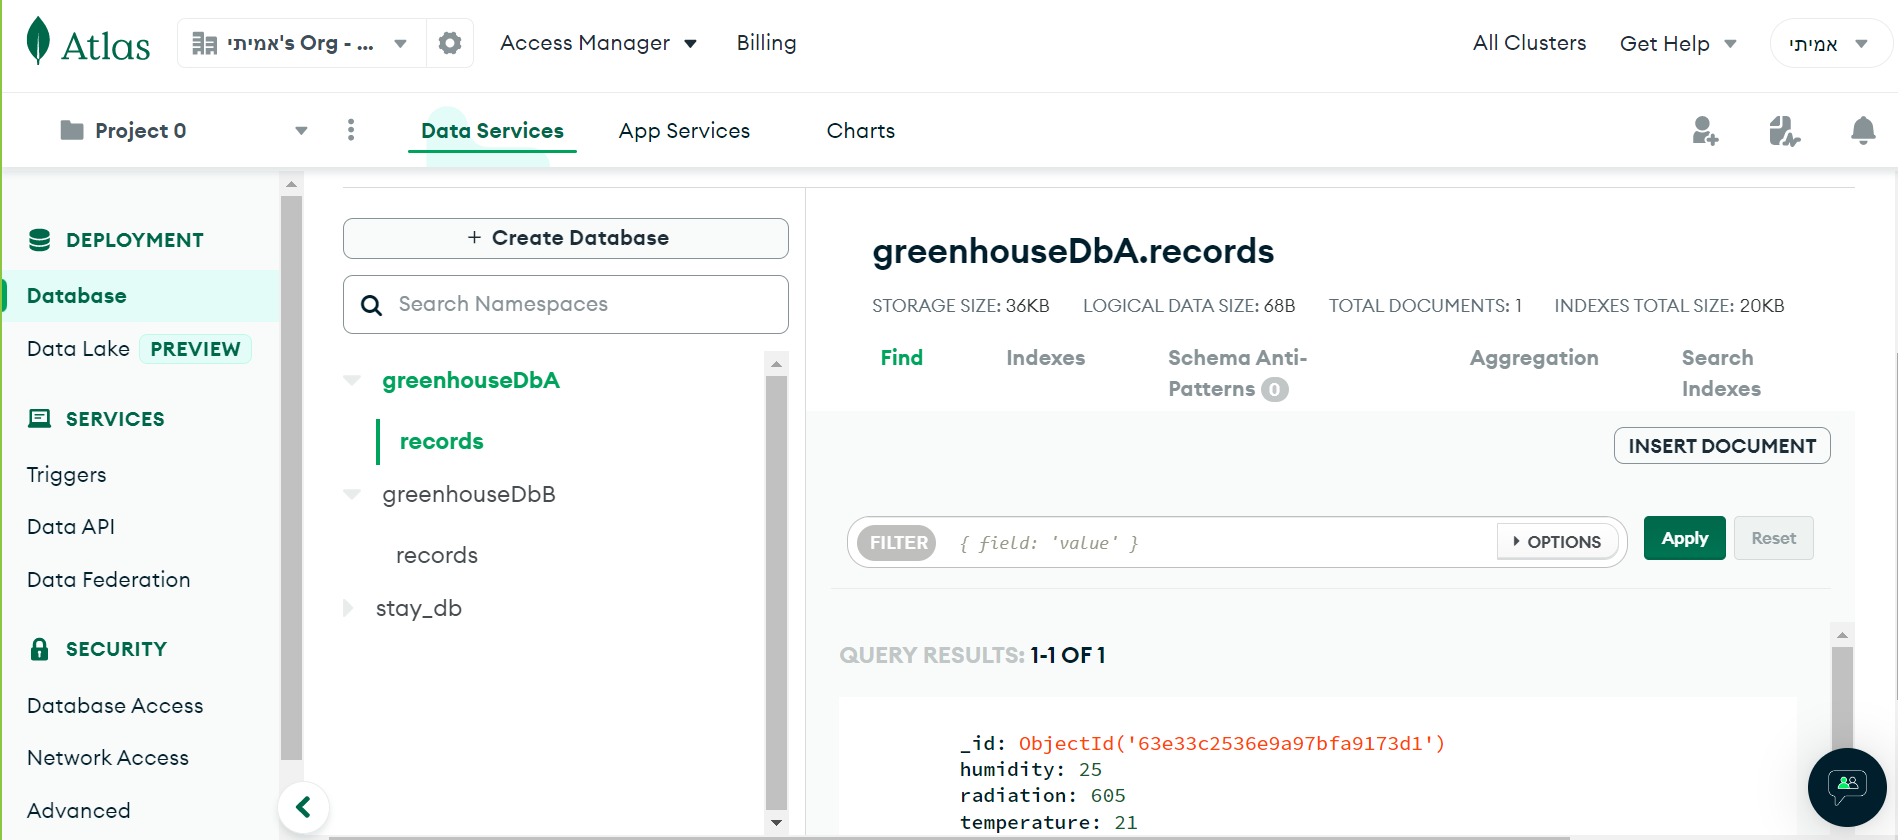 Atlas
אמיתי's Org - ...
Access Manager
Billing
All Clusters
Get Help
אמיתי
Project 0
Data Services
App Services
Charts
DEPLOYMENT
Database
Data Lake PREVIEW
SERVICES
Triggers
Data API
Data Federation
SECURITY
Database Access
Network Access
Advanced
+ Create Database
Search Namespaces
greenhouseDbA
records
greenhouseDbB
records
stay_db
greenhouseDbA.records
STORAGE SIZE: 36KB LOGICAL DATA SIZE: 68B TOTAL DOCUMENTS: 1 INDEXES TOTAL SIZE: 20KB
Find
Indexes
Schema Anti-
Patterns 0
Aggregation
Search
Indexes
INSERT DOCUMENT
FILTER { field: 'value' }
OPTIONS
Apply
Reset
QUERY RESULTS: 1-1 OF 1
_id: ObjectId('63e33c2536e9a97bfa9173d1')
humidity: 25
radiation: 605
temperature: 21